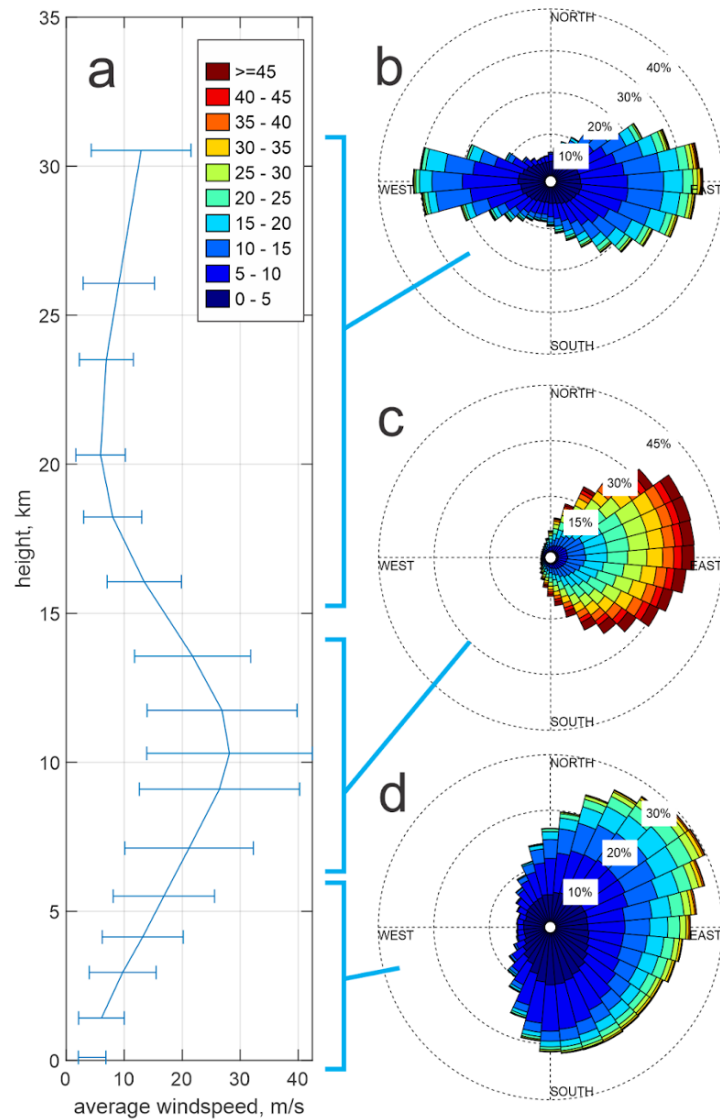 a
>=45
40 - 45
35 - 40
30 - 35
25 - 30
20 - 25
15 - 20
10 - 15
5 - 10
0 - 5
35
30
25
20
15
10
5
0
height, km
0 10 20 30 40
average windspeed, m/s
b
NORTH
40%
30%
20%
10%
WEST
EAST
SOUTH
c
NORTH
45%
30%
15%
WEST
EAST
SOUTH
d
NORTH
30%
20%
10%
WEST
EAST
SOUTH